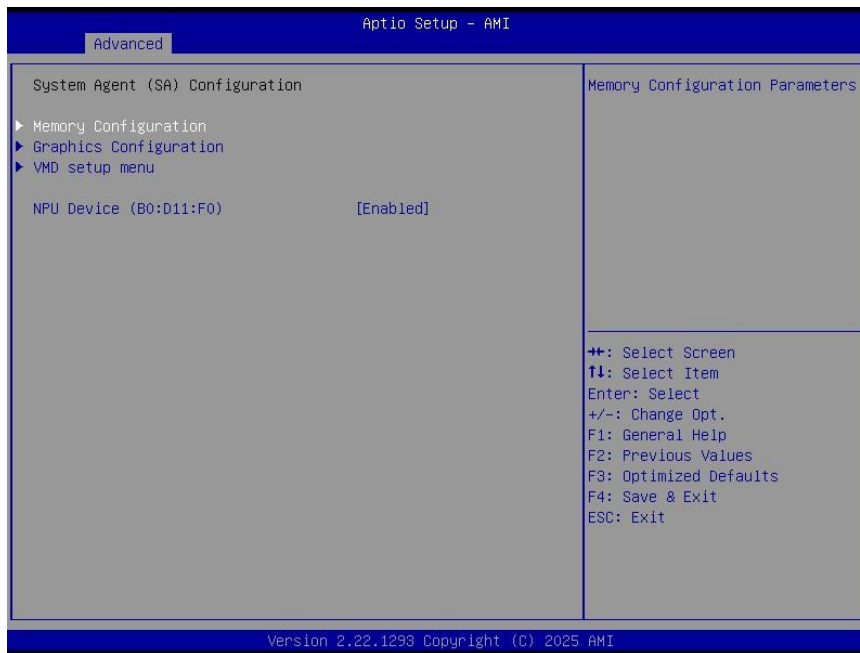 Aptio Setup - AMI
Advanced
System Agent (SA) Configuration
Memory Configuration
Graphics Configuration
VMD setup menu
NPU Device (B0:D11:F0) [Enabled]
Memory Configuration Parameters
→←: Select Screen
↑↓: Select Item
Enter: Select
+/-: Change Opt.
F1: General Help
F2: Previous Values
F3: Optimized Defaults
F4: Save & Exit
ESC: Exit
Version 2.22.1293 Copyright (C) 2025 AMI